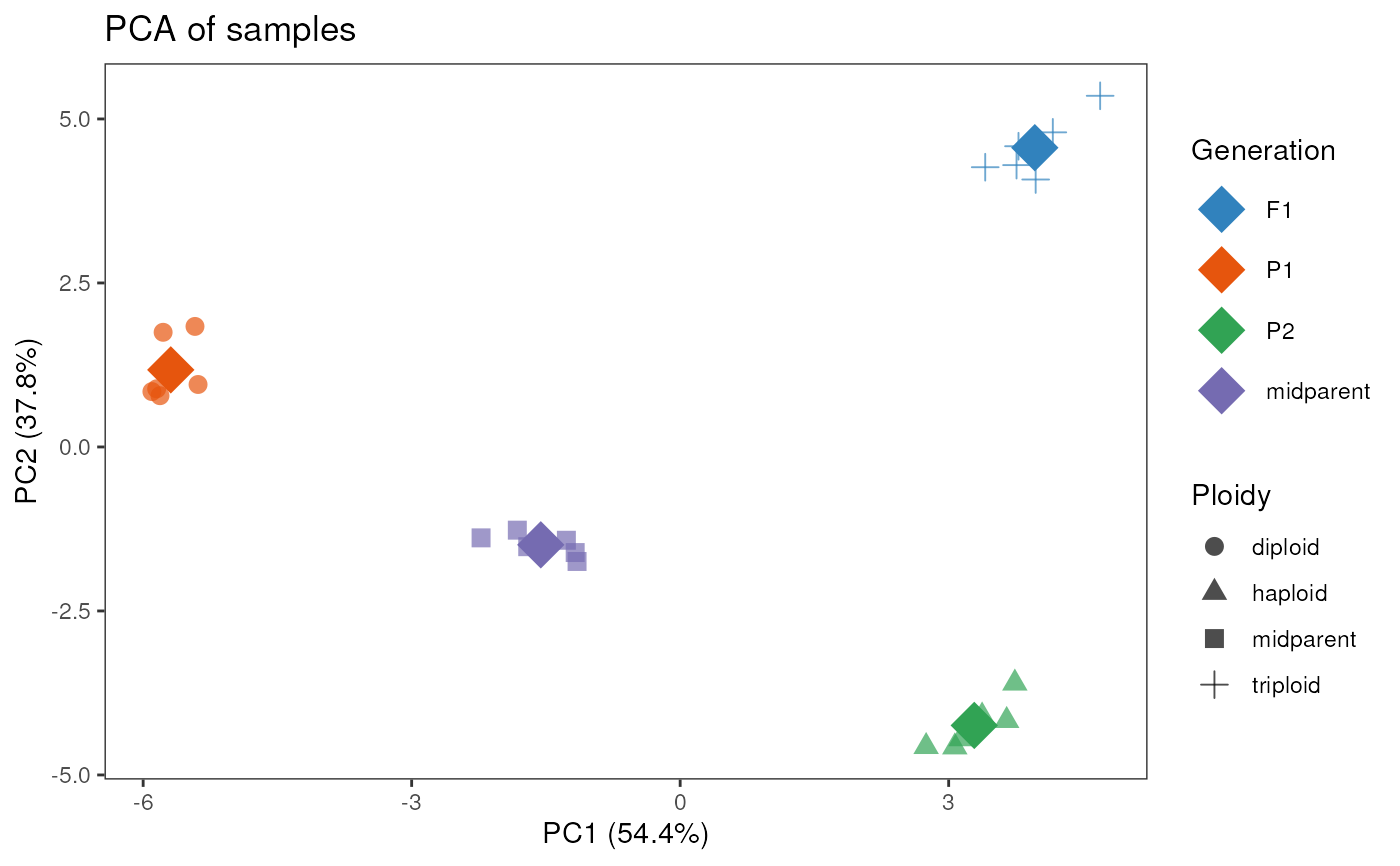 PCA of samples
5.0
2.5
0.0
-2.5
-5.0
PC2 (37.8%)
-6
-3
0
3
PC1 (54.4%)
Generation
F1
P1
P2
midparent
Ploidy
diploid
haploid
midparent
triploid